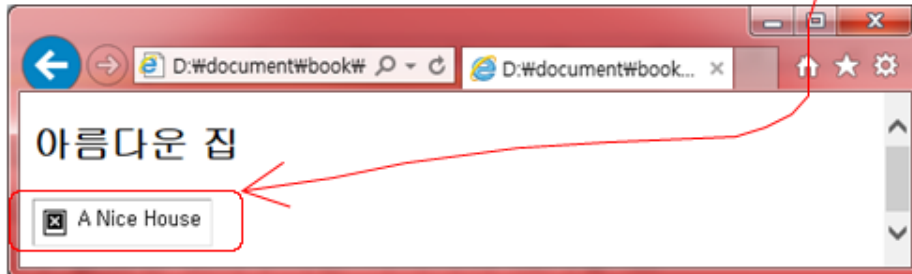 D:₩document₩book₩
D:₩document₩book...
아름다운 집
A Nice House